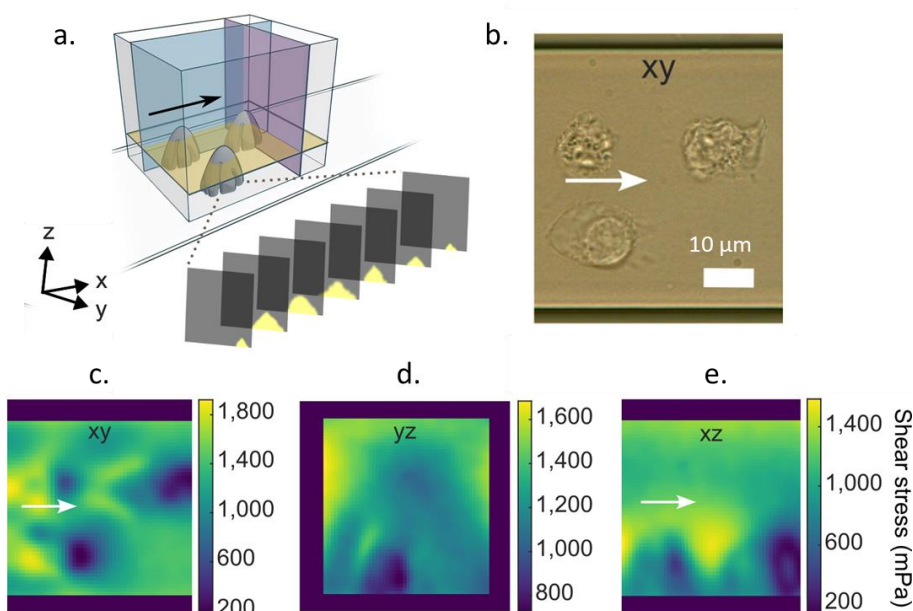 a.
z
x
y
b.
xy
10 μm
c.
xy
1,800
1,400
1,000
600
200
d.
yz
1,600
1,400
1,200
1,000
800
e.
xz
1,400
1,000
600
200
Shear stress (mPa)